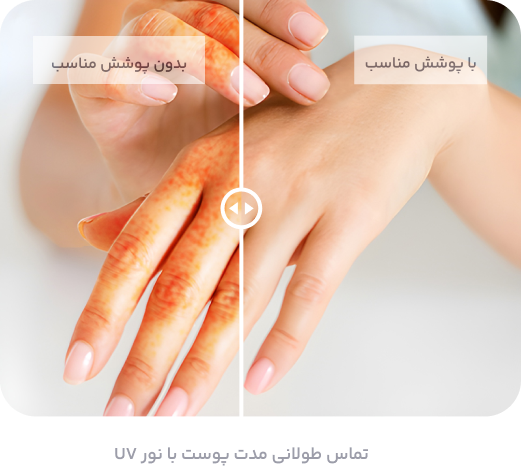 با پوشش مناسب
بدون پوشش مناسب
تماس طولانی مدت پوست با نور UV